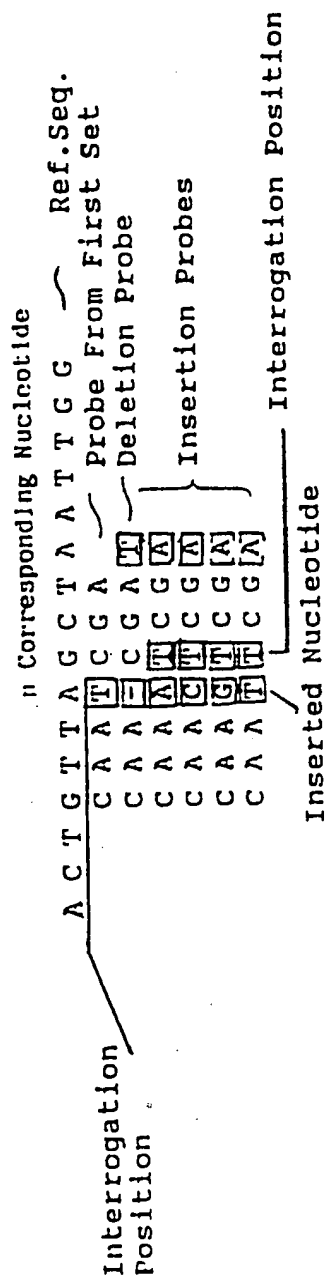 Corresponding Nucleotide
A C T G T T A G C T A A T T G G Ref.Seq.
C A A T C G A Probe From First Set
C A A - C G A T Deletion Probe
C A A A T C G A
C A A C T C G A
C A A G T C G A
C A A T T C G A
Insertion Probes
Interrogation
Position
Inserted Nucleotide
Interrogation Position